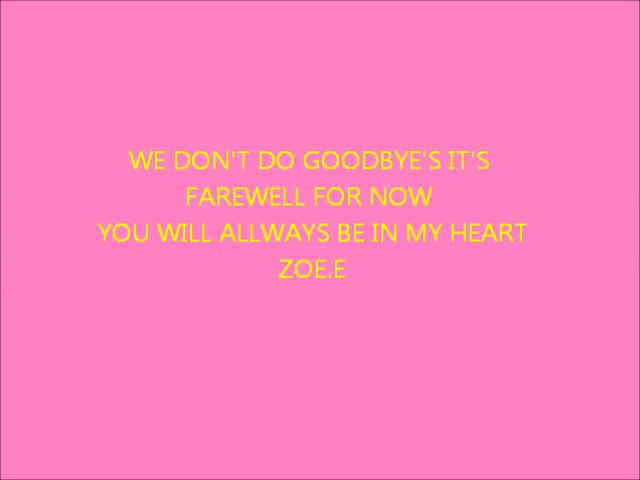 WE DON'T DO GOODBYE'S IT'S
FAREWELL FOR NOW
YOU WILL ALLWAYS BE IN MY HEART
ZOE.E